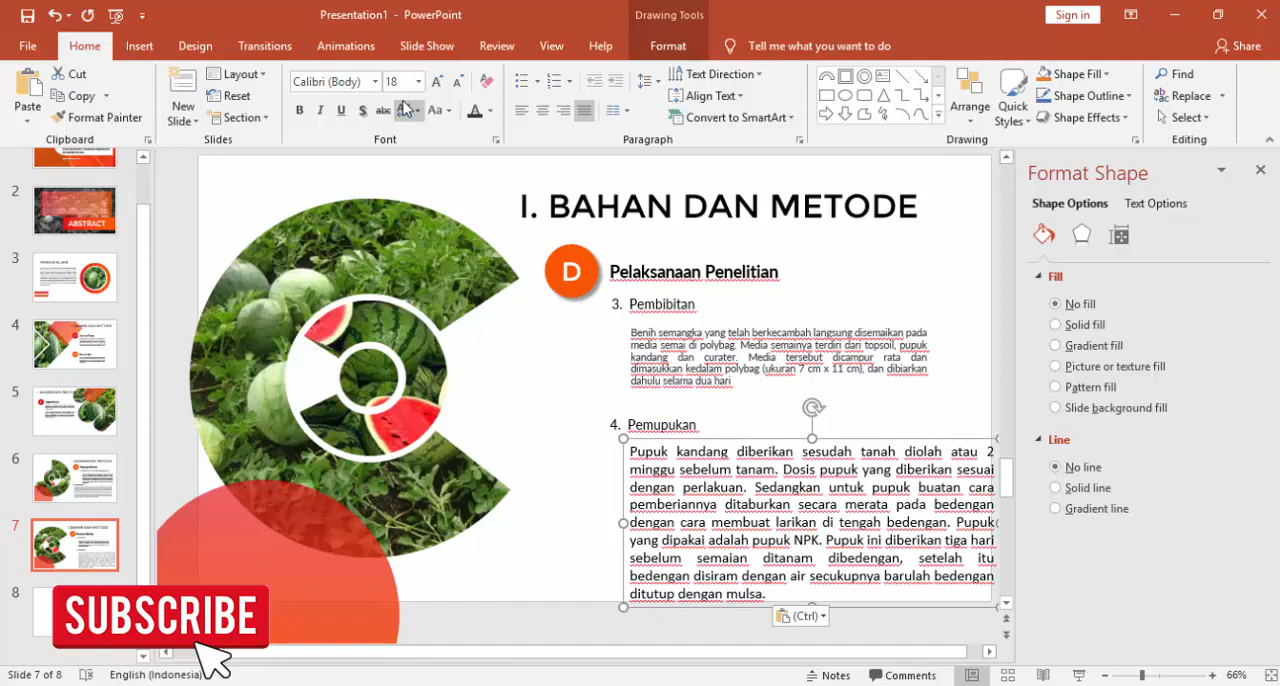 Presentation1 - PowerPoint
Drawing Tools
Sign in
File
Home
Insert
Design
Transitions
Animations
Slide Show
Review
View
Help
Format
Tell me what you want to do
Share
Paste
Cut
Copy
Format Painter
Clipboard
New Slide
Layout
Reset
Section
Slides
Calibri (Body)
18
B I U S abc
Aa
A
Font
Text Direction
Align Text
Convert to SmartArt
Paragraph
Arrange
Quick Styles
Shape Fill
Shape Outline
Shape Effects
Drawing
Find
Replace
Select
Editing
2
ABSTRACT
3
4
5
6
7
8
I. BAHAN DAN METODE
D
Pelaksanaan Penelitian
3. Pembibitan
Benih semangka yang telah berkecambah langsung disemaikan pada
media semai di polybag. Media semainya terdiri dari topsoil, pupuk
kandang dan curater. Media tersebut dicampur rata dan
dimasukkan kedalam polybag (ukuran 7 cm x 11 cm), dan dibiarkan
dahulu selama dua hari
4. Pemupukan
Pupuk kandang diberikan sesudah tanah diolah atau 2
minggu sebelum tanam. Dosis pupuk yang diberikan sesuai
dengan perlakuan. Sedangkan untuk pupuk buatan cara
pemberiannya ditaburkan secara merata pada bedengan
dengan cara membuat larikan di tengah bedengan. Pupuk
yang dipakai adalah pupuk NPK. Pupuk ini diberikan tiga hari
sebelum semaian ditanam dibedengan, setelah itu
bedengan disiram dengan air secukupnya barulah bedengan
ditutup dengan mulsa.
(Ctrl)
Format Shape
Shape Options
Text Options
Fill
No fill
Solid fill
Gradient fill
Picture or texture fill
Pattern fill
Slide background fill
Line
No line
Solid line
Gradient line
SUBSCRIBE
Slide 7 of 8
English (Indonesia)
Notes
Comments
66%